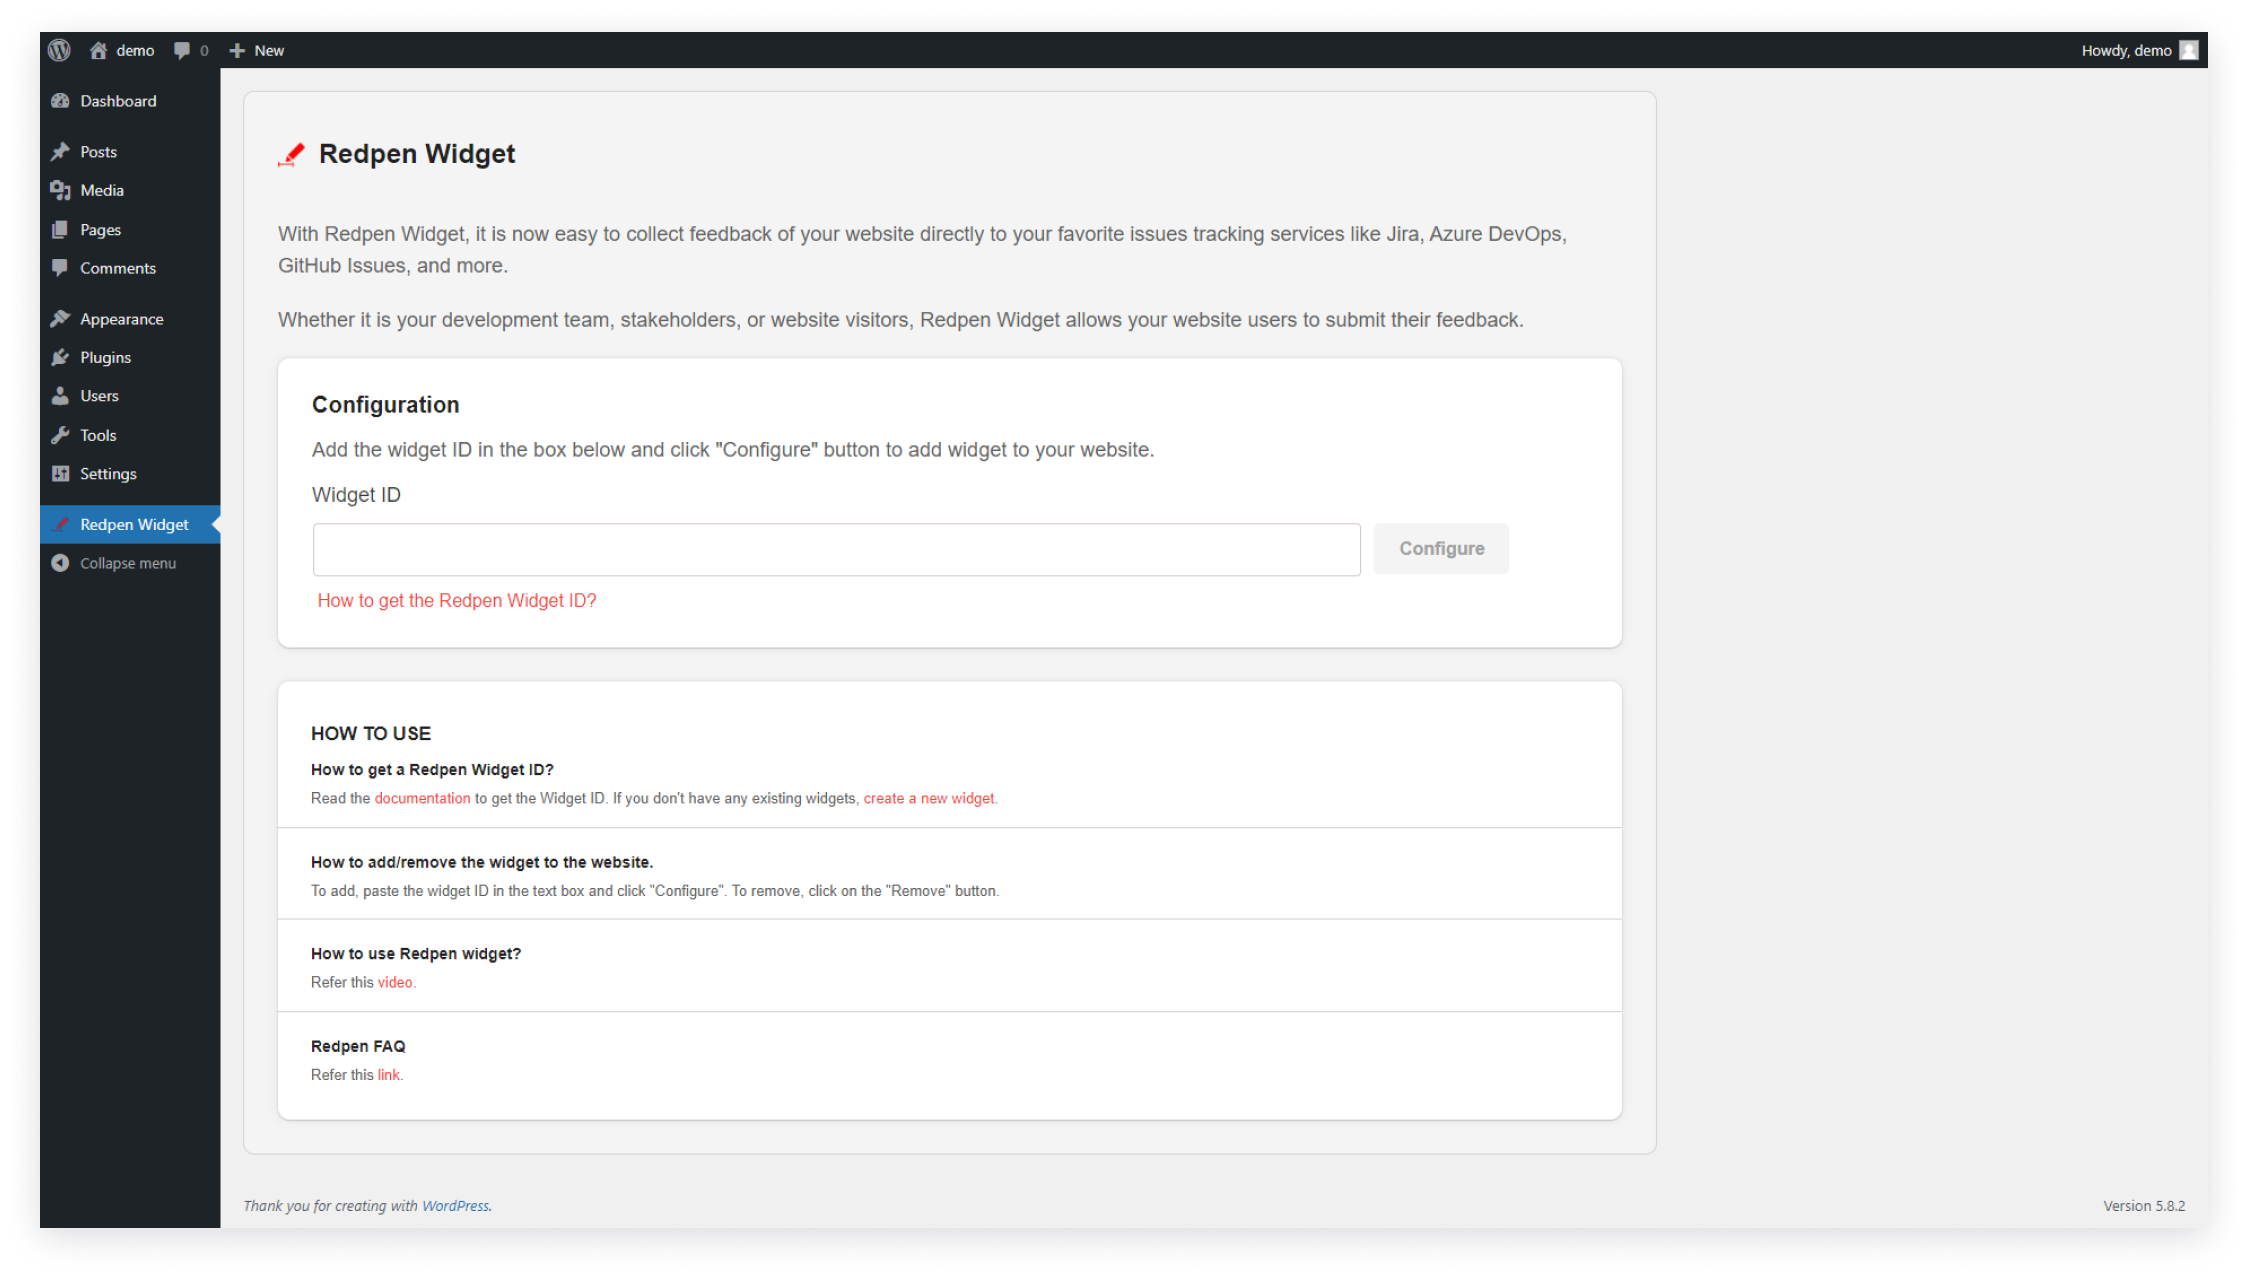 demo 0 New Howdy, demo
Dashboard
Posts
Media
Pages
Comments
Appearance
Plugins
Users
Tools
Settings
Redpen Widget
Collapse menu
Redpen Widget
With Redpen Widget, it is now easy to collect feedback of your website directly to your favorite issues tracking services like Jira, Azure DevOps,
GitHub Issues, and more.
Whether it is your development team, stakeholders, or website visitors, Redpen Widget allows your website users to submit their feedback.
Configuration
Add the widget ID in the box below and click "Configure" button to add widget to your website.
Widget ID
Configure
How to get the Redpen Widget ID?
HOW TO USE
How to get a Redpen Widget ID?
Read the documentation to get the Widget ID. If you don't have any existing widgets, create a new widget.
How to add/remove the widget to the website.
To add, paste the widget ID in the text box and click "Configure". To remove, click on the "Remove" button.
How to use Redpen widget?
Refer this video.
Redpen FAQ
Refer this link.
Thank you for creating with WordPress.
Version 5.8.2